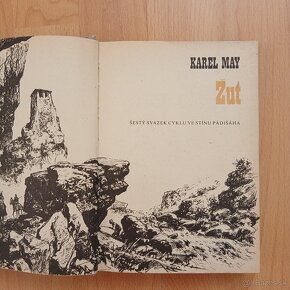 KAREL MAY
Žut
ŠESTÝ SVAZEK CYKLU VE STÍNU PADIŠÁHA